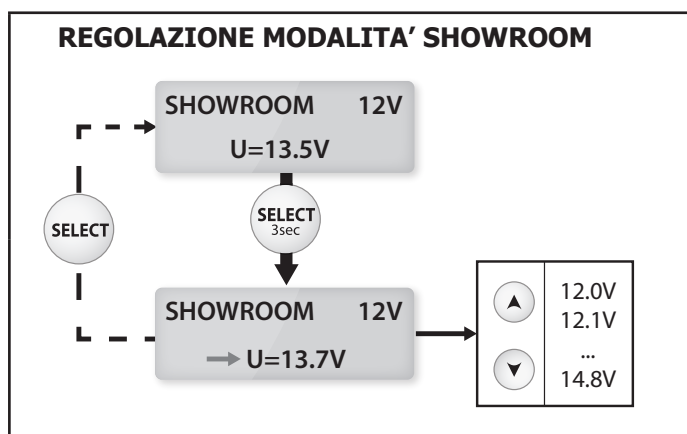 REGOLAZIONE MODALITA’ SHOWROOM
SHOWROOM 12V
U=13.5V
SELECT
SELECT
3sec
SHOWROOM 12V
U=13.7V
12.0V
12.1V
...
14.8V